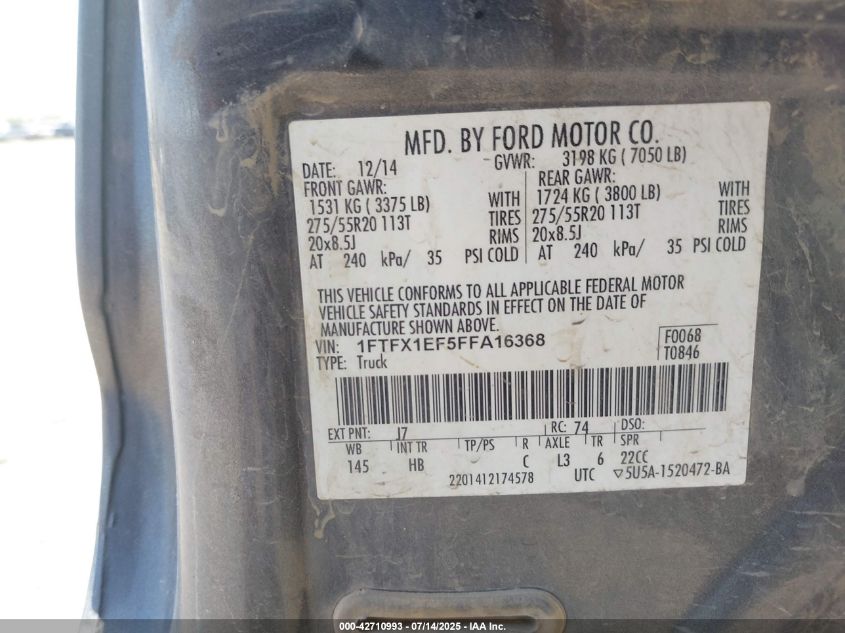 MFD. BY FORD MOTOR CO.
DATE: 12/14 GVWR: 3198 KG ( 7050 LB)
FRONT GAWR: REAR GAWR:
1531 KG ( 3375 LB) WITH 1724 KG ( 3800 LB) WITH
275/55R20 113T TIRES 275/55R20 113T TIRES
20x8.5J RIMS 20x8.5J RIMS
AT 240 kPa/ 35 PSI COLD AT 240 kPa/ 35 PSI COLD
THIS VEHICLE CONFORMS TO ALL APPLICABLE FEDERAL MOTOR
VEHICLE SAFETY STANDARDS IN EFFECT ON THE DATE OF
MANUFACTURE SHOWN ABOVE.
VIN: 1FTFX1EF5FFA16368 F0068
TYPE: Truck T0846
EXT PNT: J7 RC: 74 DSO:
WB INT TR TP/PS R AXLE TR SPR
145 HB C L3 6 22CC
2201412174578 UTC ▽5U5A-1520472-BA
000-42710993 07/14/2025 IAA, Inc.